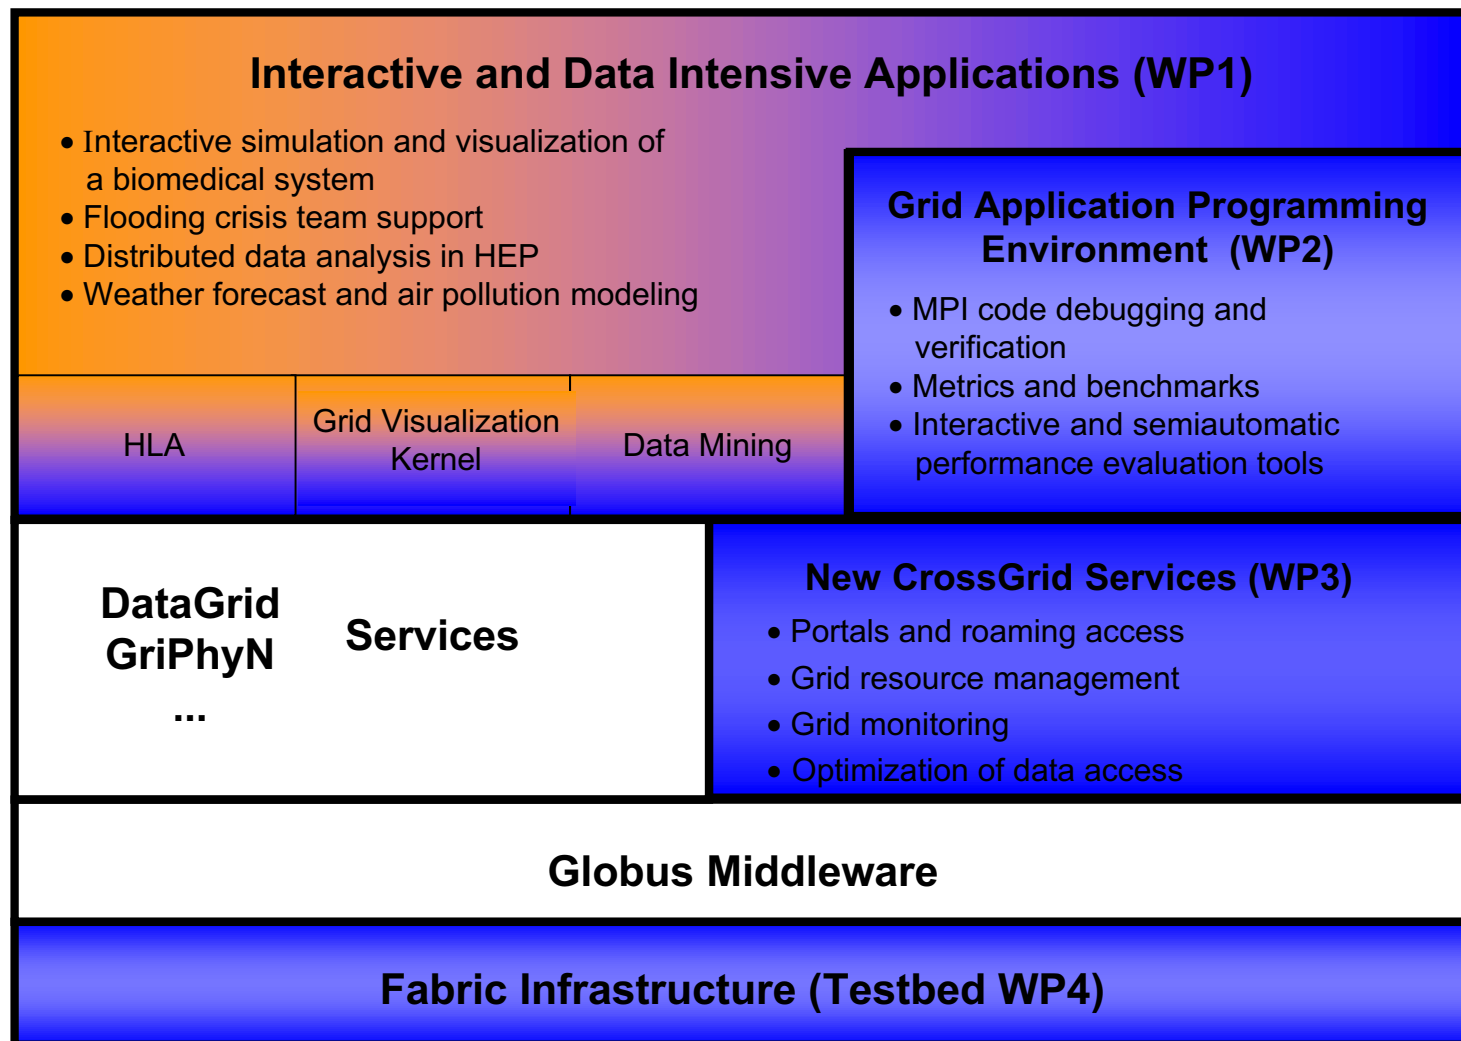 Interactive and Data Intensive Applications (WP1)
• Interactive simulation and visualization of
a biomedical system
• Flooding crisis team support
• Distributed data analysis in HEP
• Weather forecast and air pollution modeling
Grid Application Programming
Environment (WP2)
• MPI code debugging and
verification
• Metrics and benchmarks
• Interactive and semiautomatic
performance evaluation tools
HLA
Grid Visualization
Kernel
Data Mining
DataGrid
GriPhyN
...
Services
New CrossGrid Services (WP3)
• Portals and roaming access
• Grid resource management
• Grid monitoring
• Optimization of data access
Globus Middleware
Fabric Infrastructure (Testbed WP4)